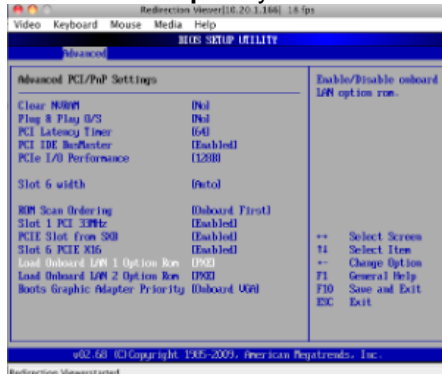 Redirection Viewer[10.20.1.166] 18 fps
Video Keyboard Mouse Media Help
BIOS SETUP UTILITY
Advanced
Advanced PCI/PnP Settings
Clear NVRAM [No]
Plug & Play O/S [No]
PCI Latency Timer [64]
PCI IDE BusMaster [Enabled]
PCIe I/O Performance [128B]
Slot 6 width [Auto]
ROM Scan Ordering [Onboard First]
Slot 1 PCI 33MHz [Enabled]
PCIE Slot from SXB [Enabled]
Slot 6 PCIE X16 [Enabled]
Load Onboard LAN 1 Option Rom [PXE]
Load Onboard LAN 2 Option Rom [PXE]
Boots Graphic Adapter Priority [Onboard VGA]
Enable/Disable onboard
LAN option rom.
↔ Select Screen
↑↓ Select Item
+- Change Option
F1 General Help
F10 Save and Exit
ESC Exit
v02.68 (C)Copyright 1985-2009, American Megatrends, Inc.
Redirection Viewerstarted